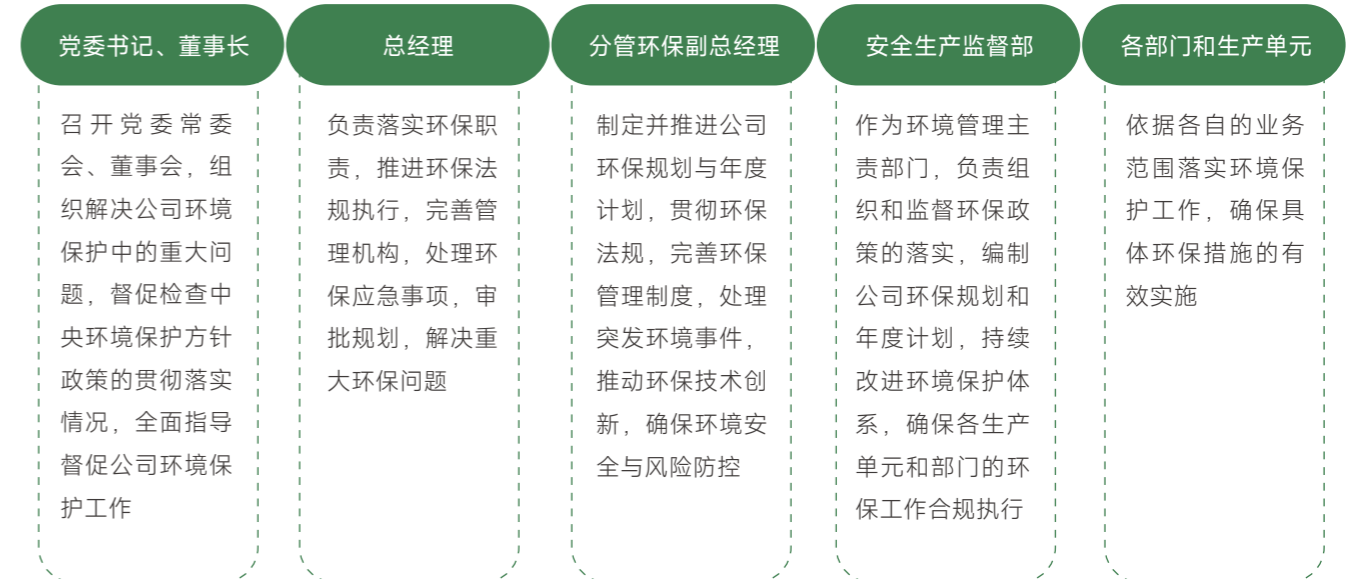 党委书记、董事长
召开党委常委
会、董事会，组
织解决公司环境
保护中的重大问
题，督促检查中
央环境保护方针
政策的贯彻落实
情况，全面指导
督促公司环境保
护工作
总经理
负责落实环保职
责，推进环保法
规执行，完善管
理机构，处理环
保应急事项，审
批规划，解决重
大环保问题
分管环保副总经理
制定并推进公司
环保规划与年度
计划，贯彻环保
法规，完善环保
管理制度，处理
突发环境事件，
推动环保技术创
新，确保环境安
全与风险防控
安全生产监督部
作为环境管理主
责部门，负责组
织和监督环保政
策的落实，编制
公司环保规划和
年度计划，持续
改进环境保护体
系，确保各生产
单元和部门的环
保工作合规执行
各部门和生产单元
依据各自的业务
范围落实环境保
护工作，确保具
体环保措施的有
效实施